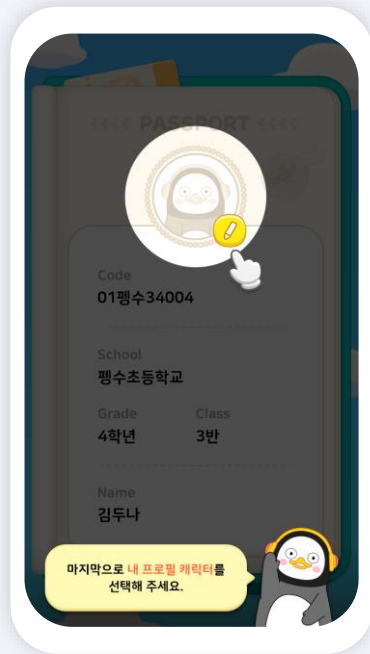 <<<< PASSPORT <<<<
Code
01펭수34004
School
펭수초등학교
Grade Class
4학년 3반
Name
김두나
마지막으로 내 프로필 캐릭터를
선택해 주세요.